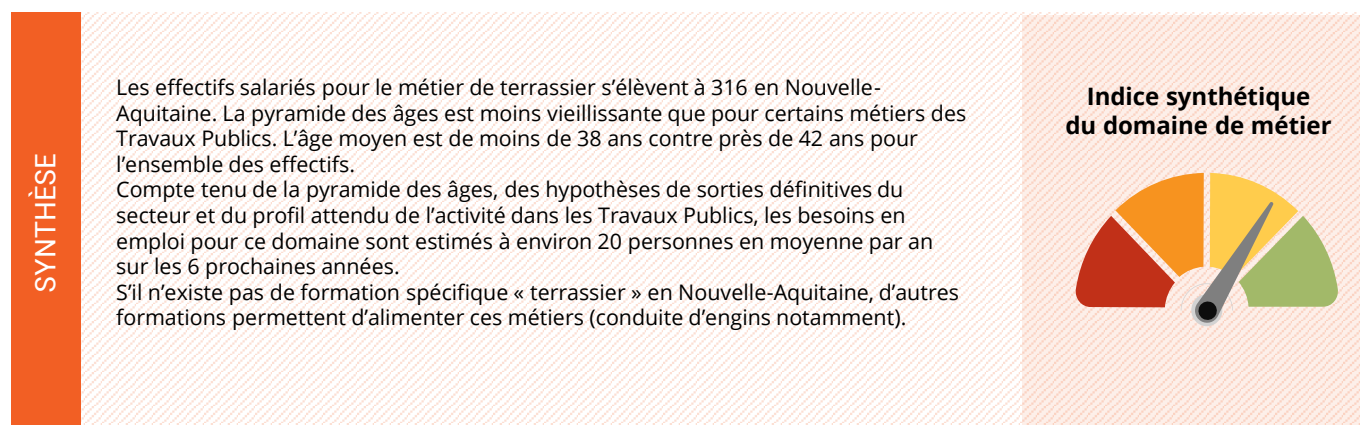 SYNTHÈSE
Les effectifs salariés pour le métier de terrassier s’élèvent à 316 en Nouvelle-
Aquitaine. La pyramide des âges est moins vieillissante que pour certains métiers des
Travaux Publics. L’âge moyen est de moins de 38 ans contre près de 42 ans pour
l’ensemble des effectifs.
Compte tenu de la pyramide des âges, des hypothèses de sorties définitives du
secteur et du profil attendu de l’activité dans les Travaux Publics, les besoins en
emploi pour ce domaine sont estimés à environ 20 personnes en moyenne par an
sur les 6 prochaines années.
S’il n’existe pas de formation spécifique « terrassier » en Nouvelle-Aquitaine, d’autres
formations permettent d’alimenter ces métiers (conduite d’engins notamment).
Indice synthétique
du domaine de métier